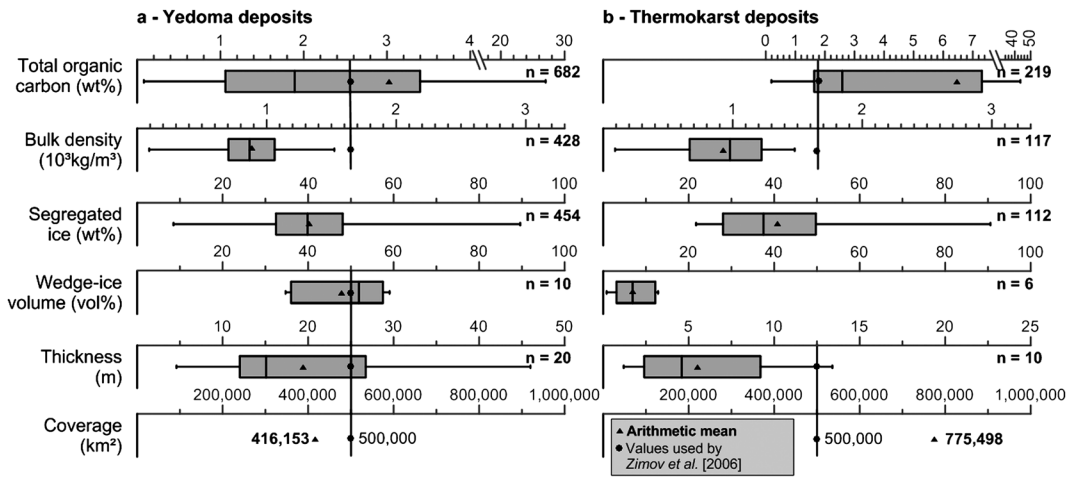 a - Yedoma deposits
b - Thermokarst deposits
1 2 3 4 20 30
0 1 2 3 4 5 6 7 40 50
Total organic
carbon (wt%)
n = 682
n = 219
1 2 3
1 2 3
Bulk density
(10³kg/m³)
n = 428
n = 117
20 40 60 80 100
20 40 60 80 100
Segregated
ice (wt%)
n = 454
n = 112
20 40 60 80 100
20 40 60 80 100
Wedge-ice
volume (vol%)
n = 10
n = 6
10 20 30 40 50
5 10 15 20 25
Thickness
(m)
n = 20
n = 10
200,000 400,000 600,000 800,000 1,000,000
200,000 400,000 600,000 800,000 1,000,000
Coverage
(km²)
416,153
500,000
500,000
775,498
Arithmetic mean
Values used by
Zimov et al. [2006]